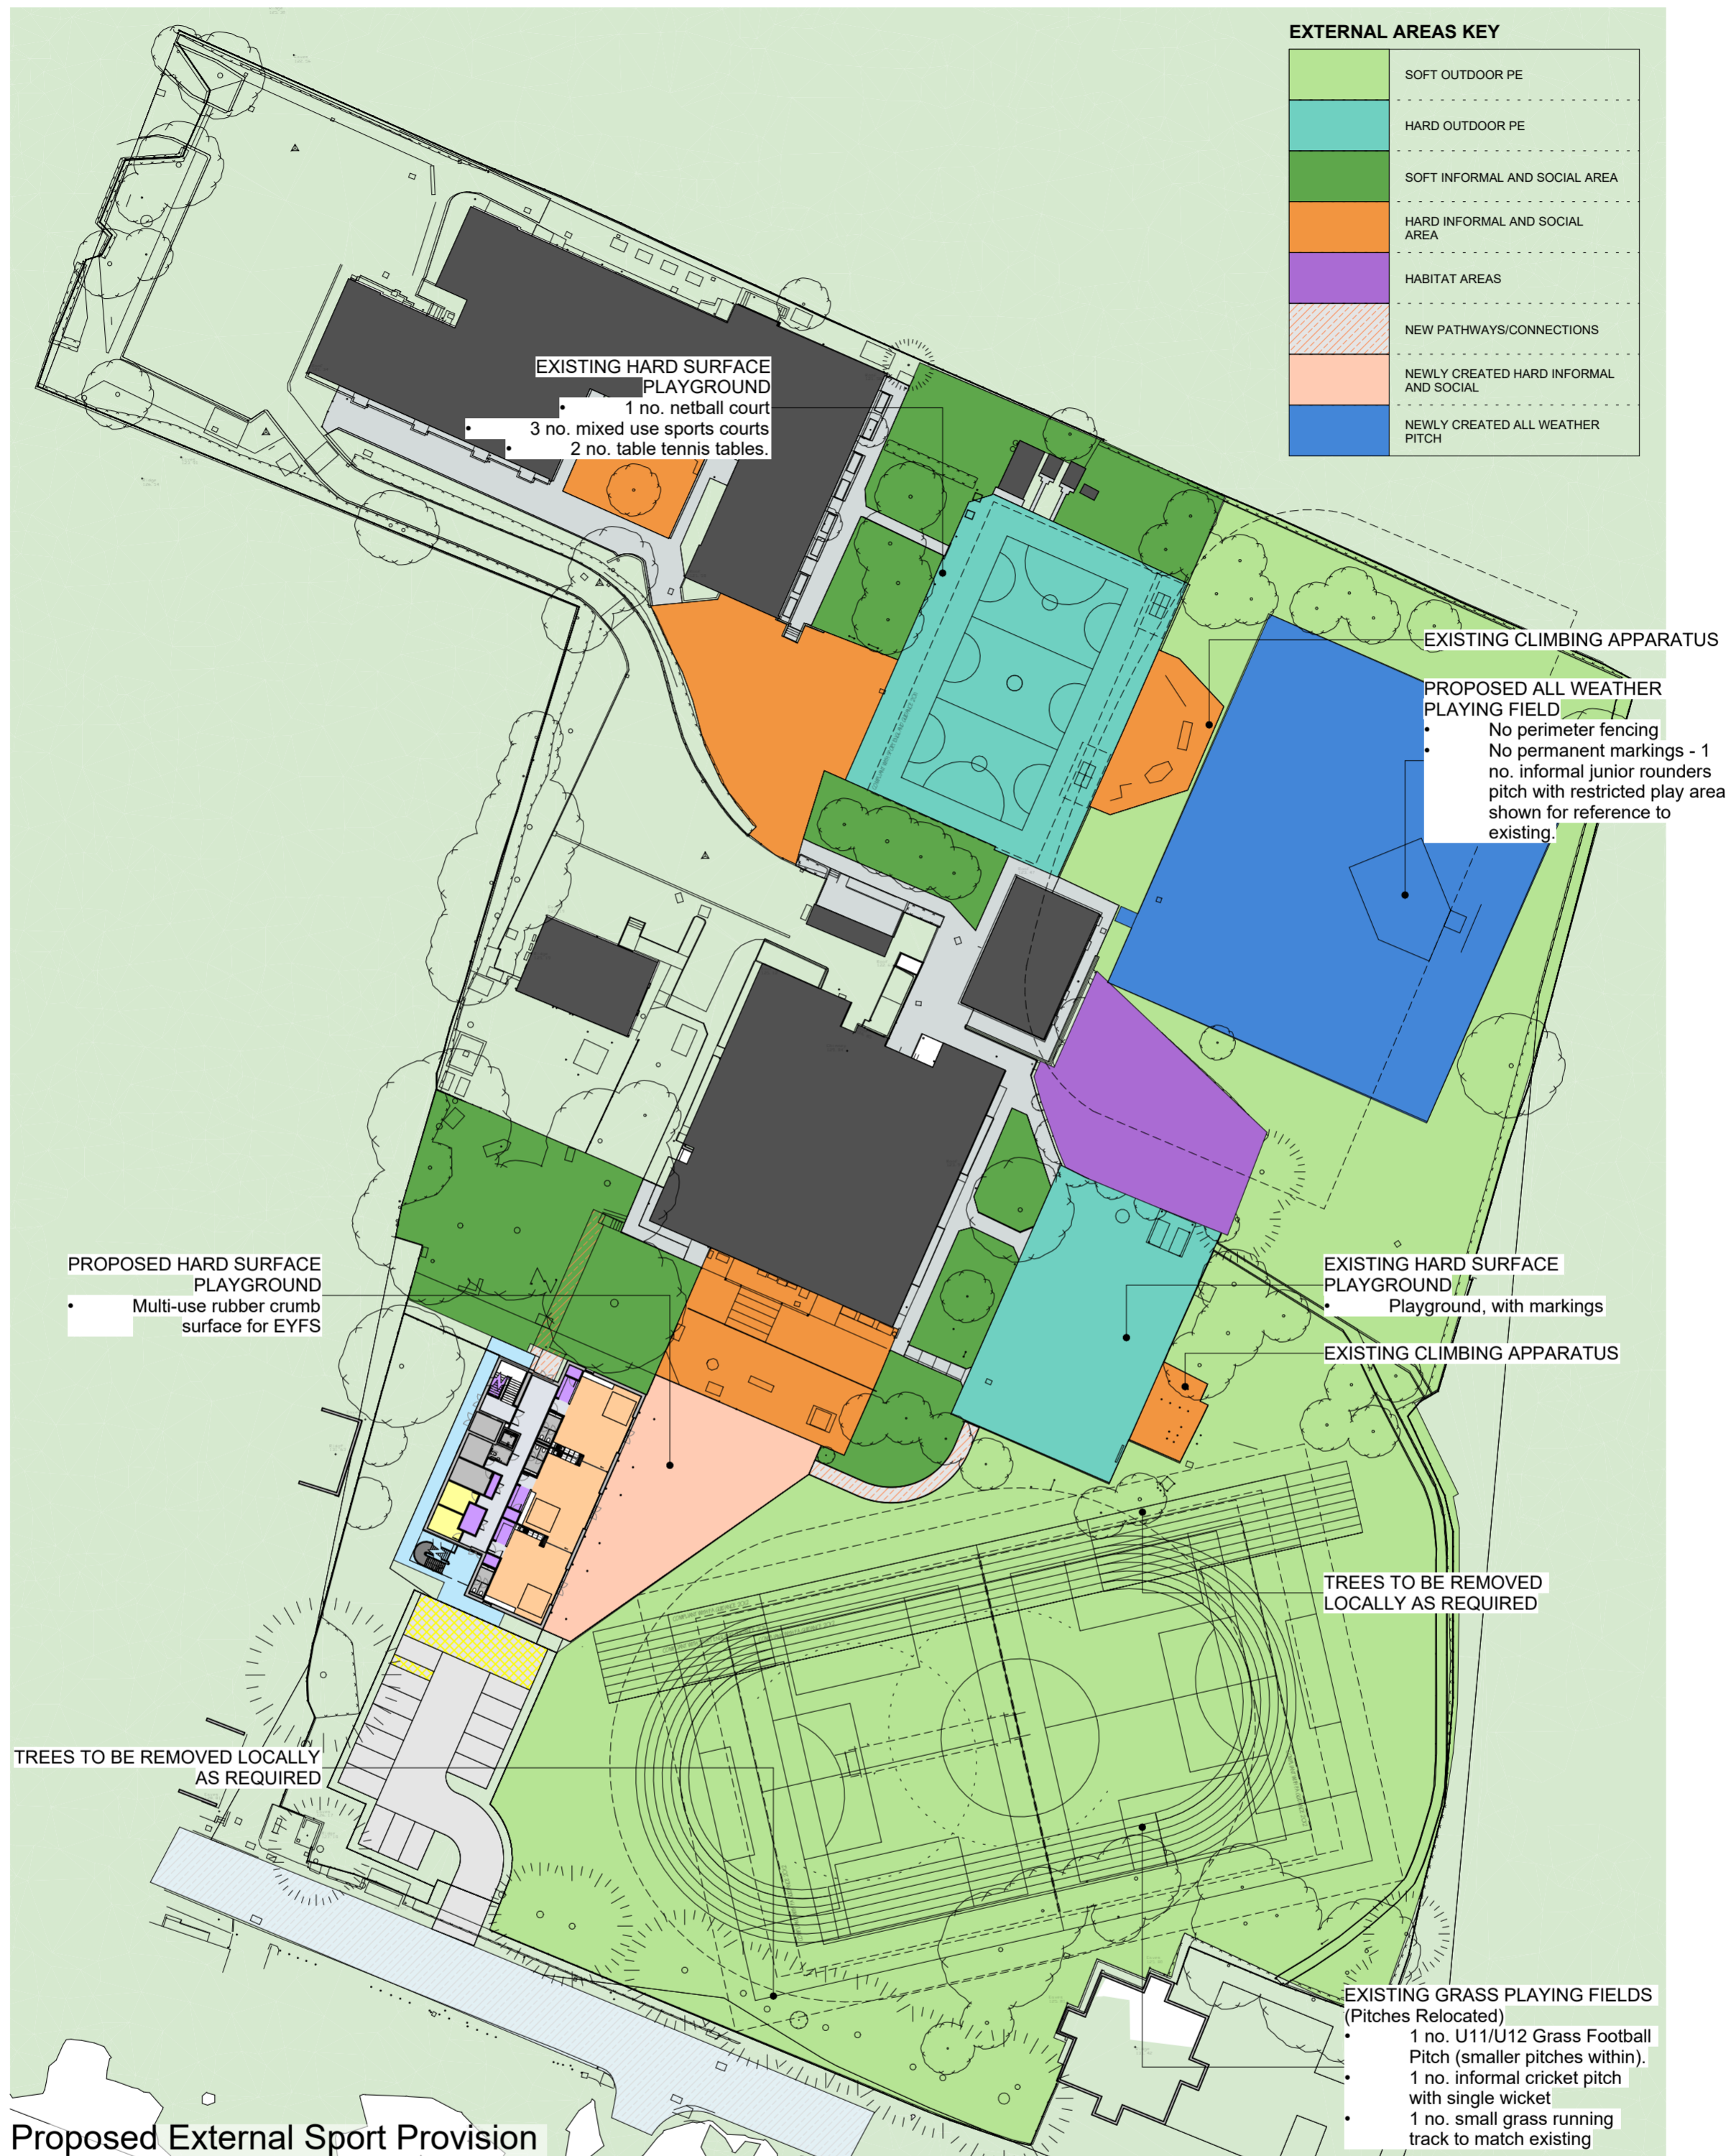 EXTERNAL AREAS KEY
SOFT OUTDOOR PE
HARD OUTDOOR PE
SOFT INFORMAL AND SOCIAL AREA
HARD INFORMAL AND SOCIAL
AREA
HABITAT AREAS
NEW PATHWAYS/CONNECTIONS
NEWLY CREATED HARD INFORMAL
AND SOCIAL
NEWLY CREATED ALL WEATHER
PITCH
EXISTING HARD SURFACE
PLAYGROUND
• 1 no. netball court
• 3 no. mixed use sports courts
• 2 no. table tennis tables.
EXISTING CLIMBING APPARATUS
PROPOSED ALL WEATHER
PLAYING FIELD
• No perimeter fencing
• No permanent markings - 1
no. informal junior rounders
pitch with restricted play area
shown for reference to
existing.
PROPOSED HARD SURFACE
PLAYGROUND
• Multi-use rubber crumb
surface for EYFS
EXISTING HARD SURFACE
PLAYGROUND
• Playground, with markings
EXISTING CLIMBING APPARATUS
TREES TO BE REMOVED
LOCALLY AS REQUIRED
TREES TO BE REMOVED LOCALLY
AS REQUIRED
EXISTING GRASS PLAYING FIELDS
(Pitches Relocated)
• 1 no. U11/U12 Grass Football
Pitch (smaller pitches within).
• 1 no. informal cricket pitch
with single wicket
• 1 no. small grass running
track to match existing
Proposed External Sport Provision